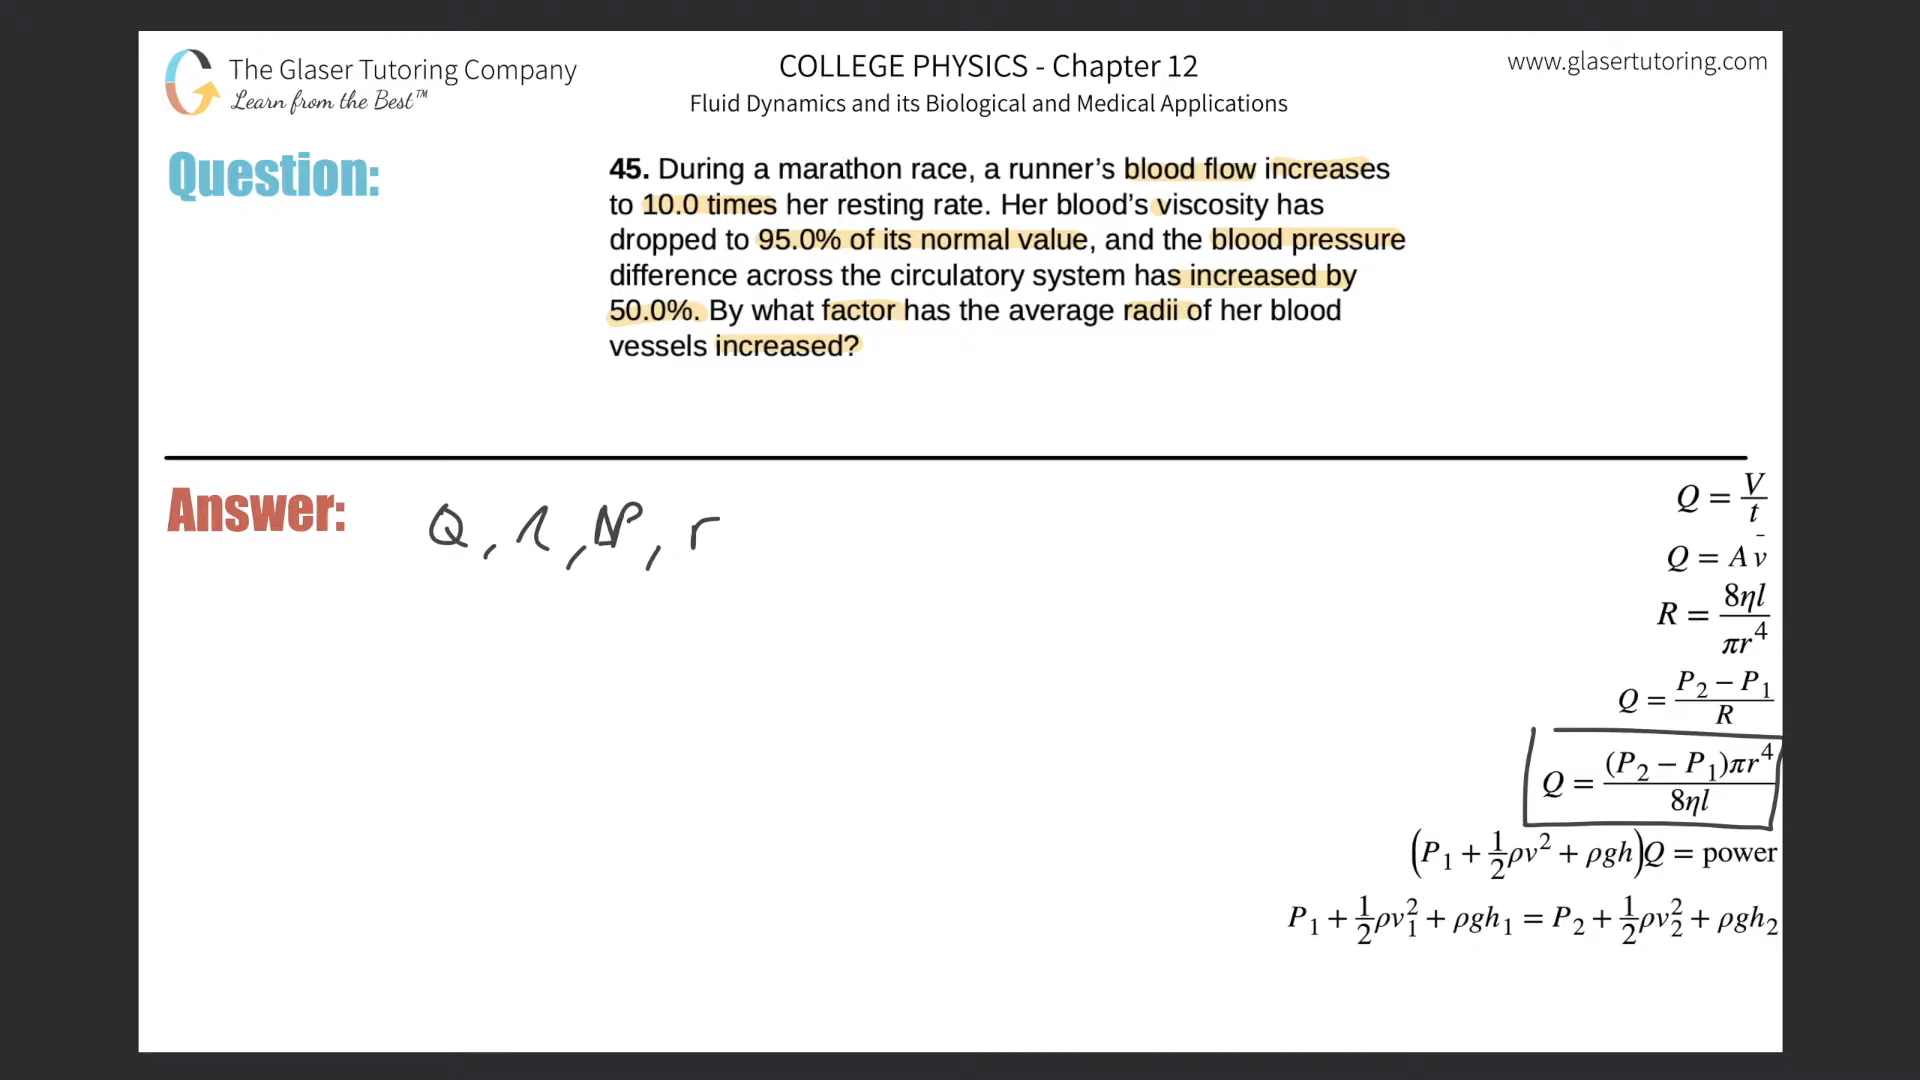 The Glaser Tutoring Company
Learn from the Best™
COLLEGE PHYSICS - Chapter 12
Fluid Dynamics and its Biological and Medical Applications
www.glasertutoring.com
Question:
45. During a marathon race, a runner’s blood flow increases
to 10.0 times her resting rate. Her blood’s viscosity has
dropped to 95.0% of its normal value, and the blood pressure
difference across the circulatory system has increased by
50.0%. By what factor has the average radii of her blood
vessels increased?
Answer:
Q, η, ΔP, r
Q = V/t
Q = A v̄
R = 8ηl/πr⁴
Q = P₂ − P₁/R
Q = (P₂ − P₁)πr⁴/8ηl
(P₁ + ½ρv² + ρgh)Q = power
P₁ + ½ρv₁² + ρgh₁ = P₂ + ½ρv₂² + ρgh₂